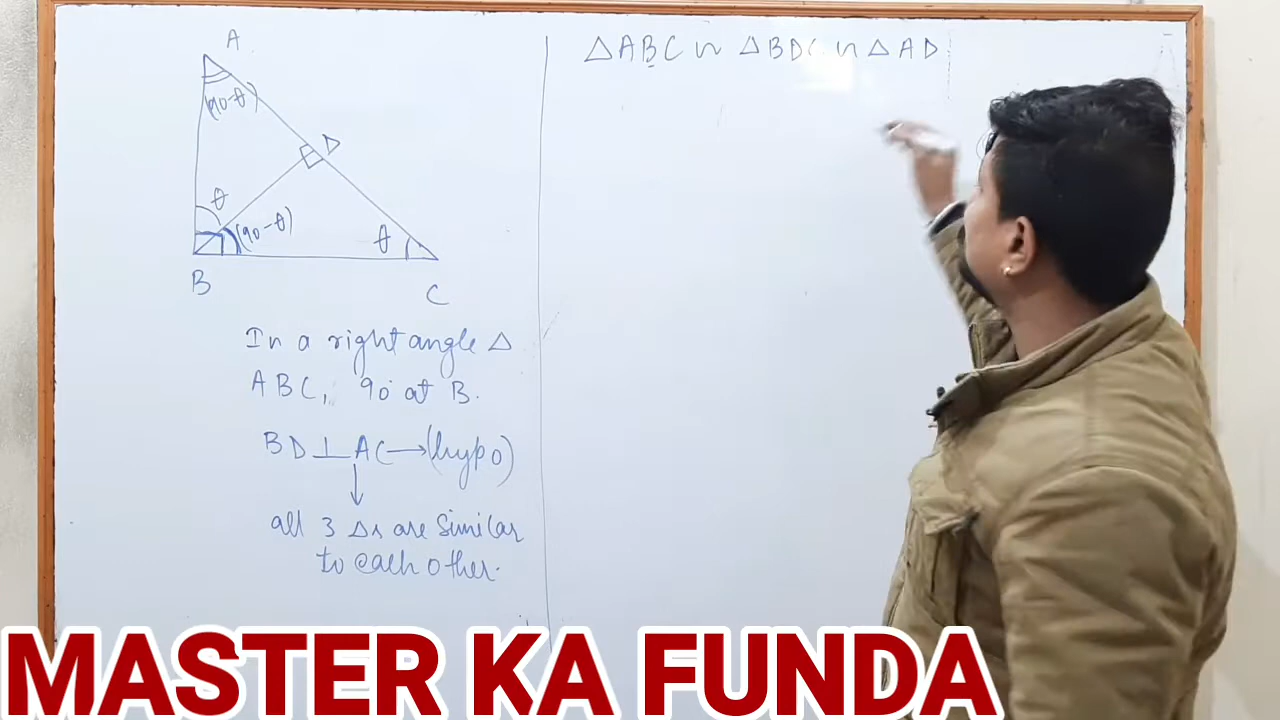 A
(90-θ)
D
θ
(90-θ)
θ
B
C
In a right angle △
ABC, 90° at B.
BD⊥AC→(hypo)
↓
all 3 △s are similar
to each other.
△ABC ~ △BDC ~ △AD
MASTER KA FUNDA